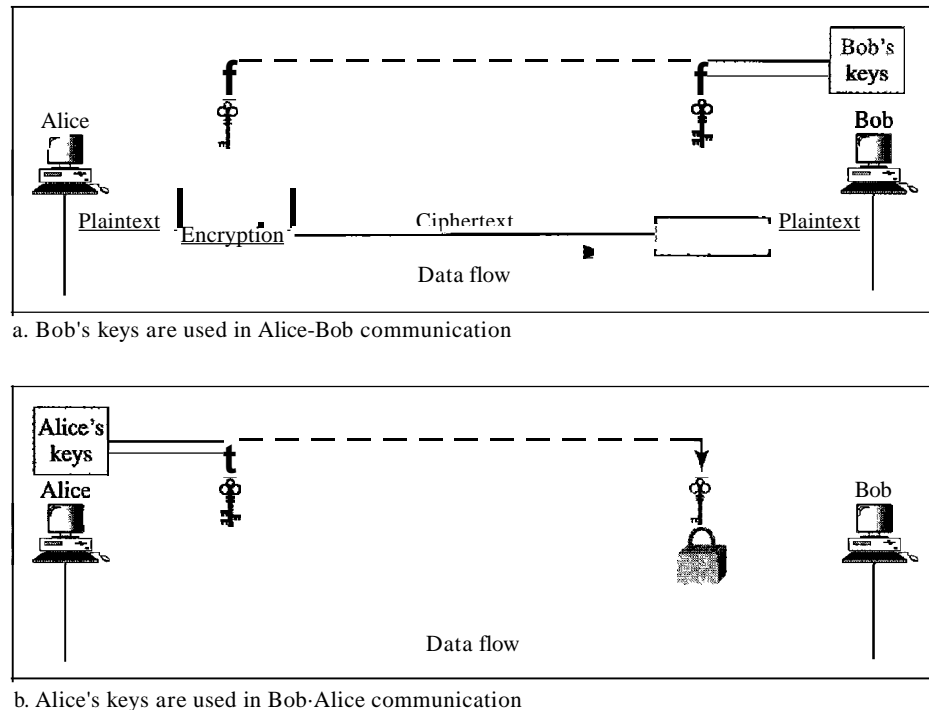 Bob's
keys
Alice
Bob
Plaintext
Encryption
Ciphertext
Plaintext
Data flow
a. Bob's keys are used in Alice-Bob communication
Alice's
keys
Alice
Bob
Data flow
b. Alice's keys are used in Bob·Alice communication